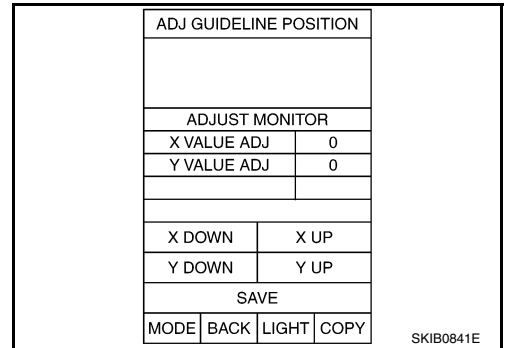 ADJ GUIDELINE POSITION
ADJUST MONITOR
X VALUE ADJ 0
Y VALUE ADJ 0
X DOWN X UP
Y DOWN Y UP
SAVE
MODE BACK LIGHT COPY
SKIB0841E